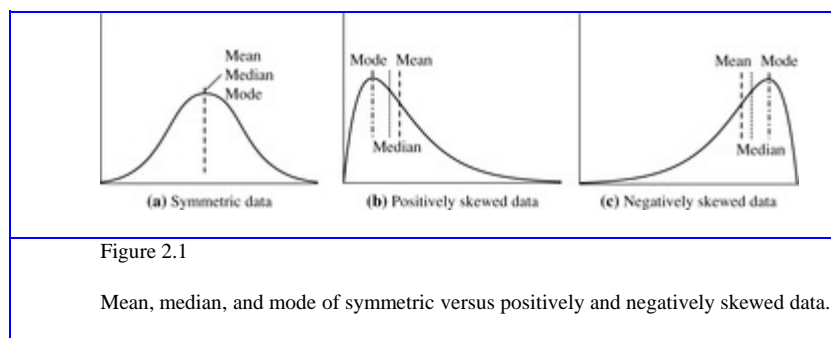 Mean
Median
Mode
Mode Mean
Median
Mean Mode
Median
(a) Symmetric data
(b) Positively skewed data
(c) Negatively skewed data
Figure 2.1
Mean, median, and mode of symmetric versus positively and negatively skewed data.